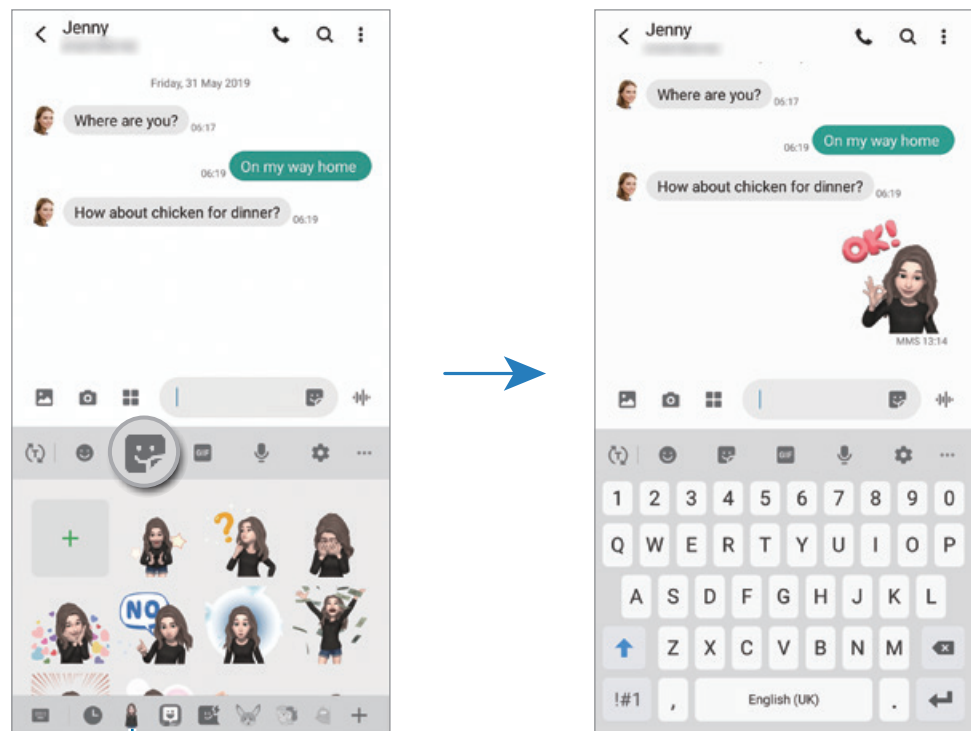 Jenny
Friday, 31 May 2019
Where are you? 06:17
06:19 On my way home
How about chicken for dinner? 06:19
T
GIF
GIF
?
NO
Jenny
Where are you? 06:17
06:19 On my way home
How about chicken for dinner? 06:19
OK!
MMS 13:14
T
GIF
1 2 3 4 5 6 7 8 9 0
Q W E R T Y U I O P
A S D F G H J K L
Z X C V B N M
!#1 , English (UK) .